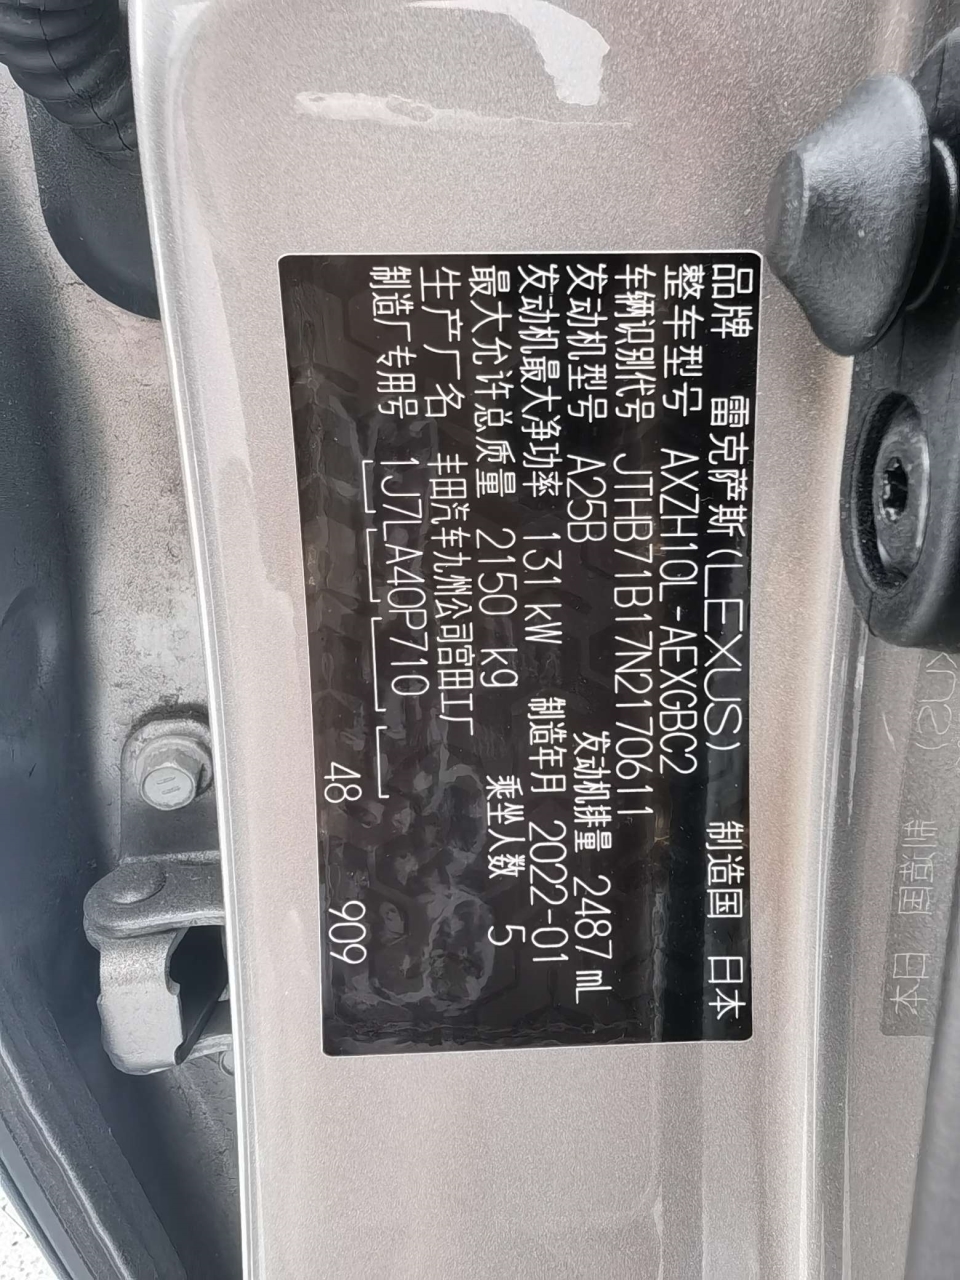 品牌 雷克萨斯(LEXUS) 制造国 日本
整车型号 AXZH10L-AEXGBC2
车辆识别代号 JTHB71B17N2170611
发动机型号 A25B 发动机排量 2487 mL
发动机最大净功率 131 kW 制造年月 2022-01
最大允许总质量 2150 kg 乘坐人数 5
生产厂名 丰田汽车九州公司宫田工厂
制造厂专用号 1J7LA40P710
48 909